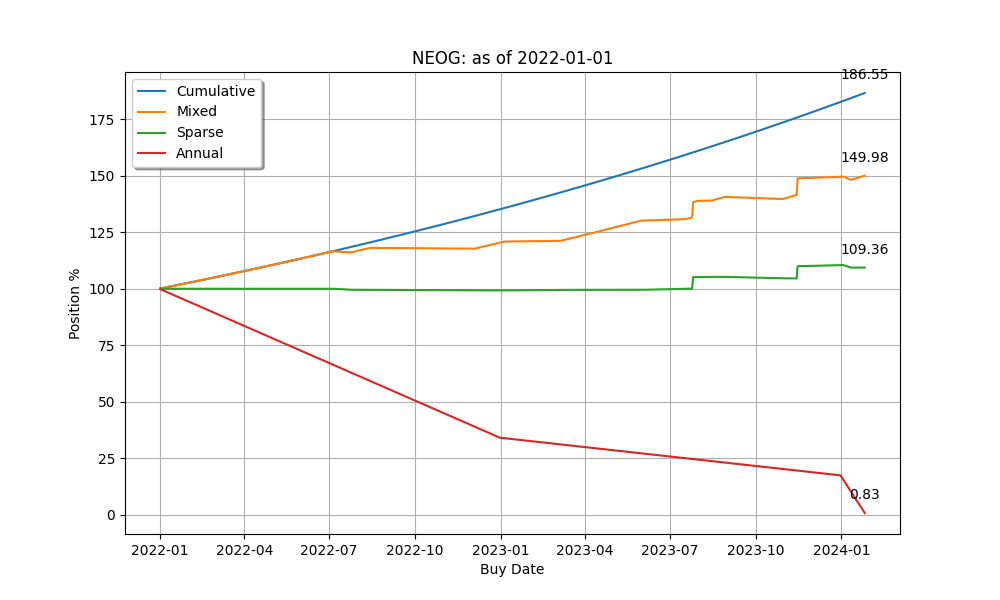 NEOG: as of 2022-01-01
Cumulative
Mixed
Sparse
Annual
186.55
149.98
109.36
0.83
Position %
175
150
125
100
75
50
25
0
2022-01 2022-04 2022-07 2022-10 2023-01 2023-04 2023-07 2023-10 2024-01
Buy Date